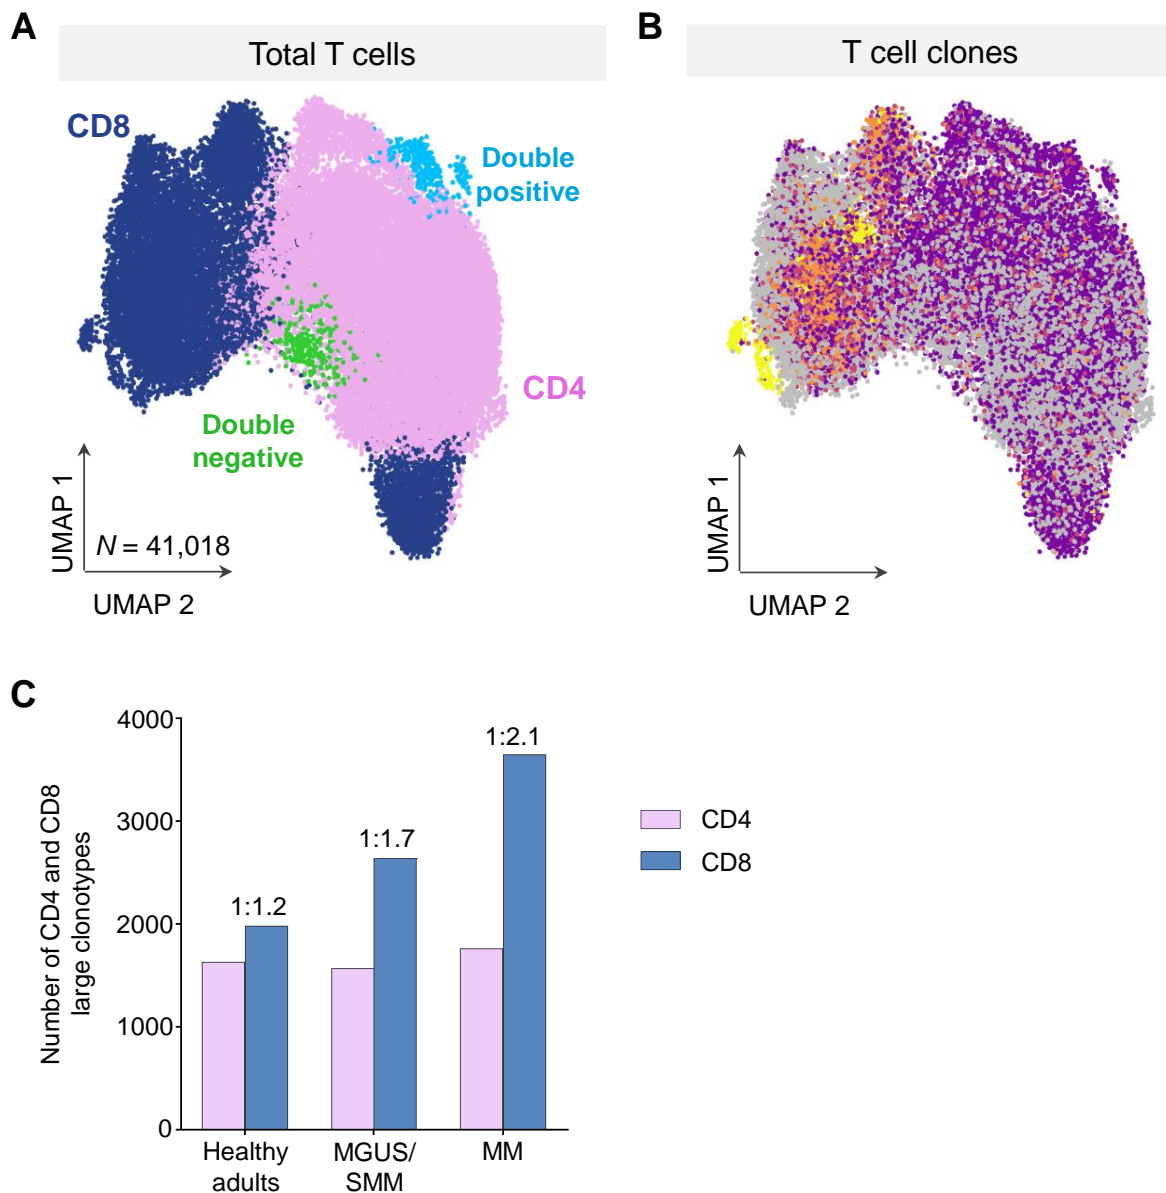 A
Total T cells
CD8
Double
positive
CD4
Double
negative
UMAP 1
N = 41,018
UMAP 2
B
T cell clones
UMAP 1
UMAP 2
C
Number of CD4 and CD8
large clonotypes
4000
3000
2000
1000
0
1:1.2
1:1.7
1:2.1
Healthy
adults
MGUS/
SMM
MM
CD4
CD8